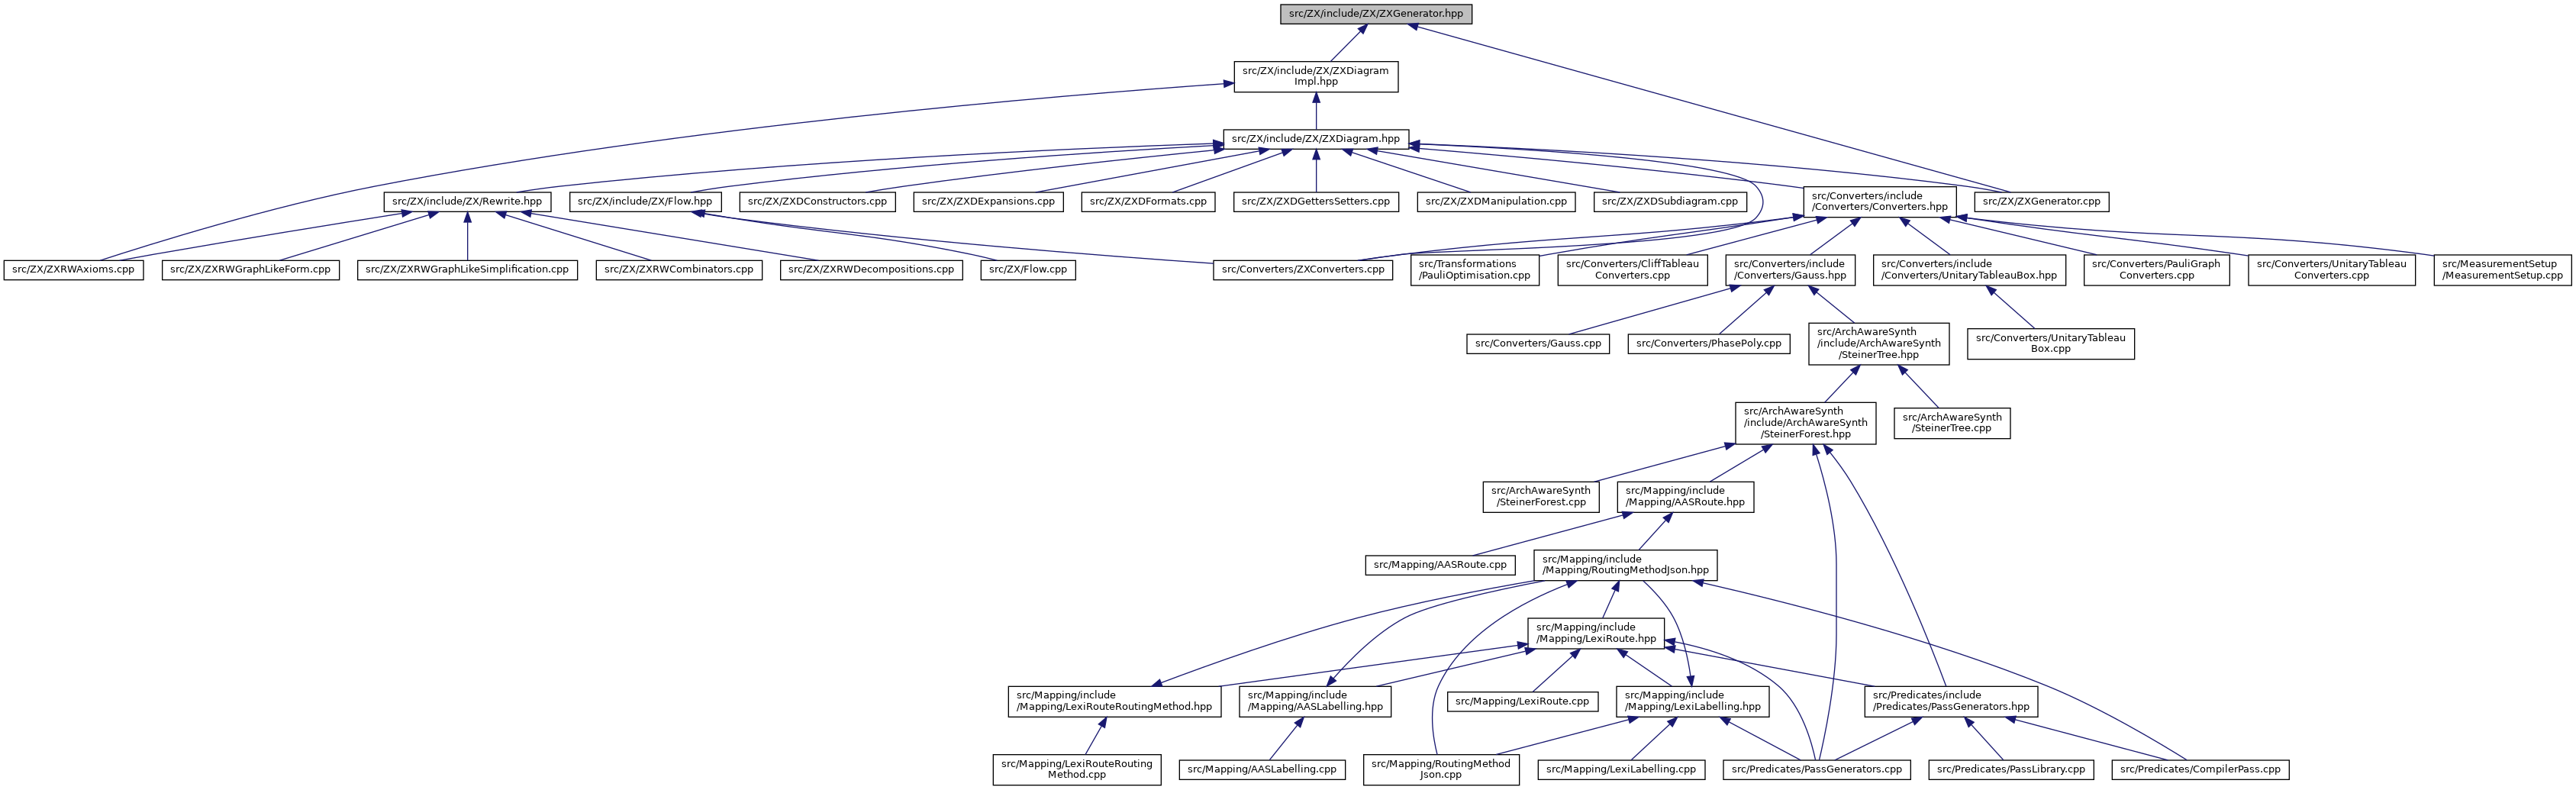 src/ZX/include/ZX/ZXGenerator.hpp
src/ZX/include/ZX/ZXDiagram
Impl.hpp
src/ZX/include/ZX/ZXDiagram.hpp
src/ZX/include/ZX/Rewrite.hpp
src/ZX/include/ZX/Flow.hpp
src/ZX/ZXDConstructors.cpp
src/ZX/ZXDExpansions.cpp
src/ZX/ZXDFormats.cpp
src/ZX/ZXDGettersSetters.cpp
src/ZX/ZXDManipulation.cpp
src/ZX/ZXDSubdiagram.cpp
src/Converters/include
/Converters/Converters.hpp
src/ZX/ZXGenerator.cpp
src/ZX/ZXRWAxioms.cpp
src/ZX/ZXRWGraphLikeForm.cpp
src/ZX/ZXRWGraphLikeSimplification.cpp
src/ZX/ZXRWCombinators.cpp
src/ZX/ZXRWDecompositions.cpp
src/ZX/Flow.cpp
src/Converters/ZXConverters.cpp
src/Transformations
/PauliOptimisation.cpp
src/Converters/CliffTableau
Converters.cpp
src/Converters/include
/Converters/Gauss.hpp
src/Converters/include
/Converters/UnitaryTableauBox.hpp
src/Converters/PauliGraph
Converters.cpp
src/Converters/UnitaryTableau
Converters.cpp
src/MeasurementSetup
/MeasurementSetup.cpp
src/Converters/Gauss.cpp
src/Converters/PhasePoly.cpp
src/ArchAwareSynth
/include/ArchAwareSynth
/SteinerTree.hpp
src/Converters/UnitaryTableau
Box.cpp
src/ArchAwareSynth
/include/ArchAwareSynth
/SteinerForest.hpp
src/ArchAwareSynth
/SteinerTree.cpp
src/ArchAwareSynth
/SteinerForest.cpp
src/Mapping/include
/Mapping/AASRoute.hpp
src/Mapping/AASRoute.cpp
src/Mapping/include
/Mapping/RoutingMethodJson.hpp
src/Mapping/include
/Mapping/LexiRoute.hpp
src/Mapping/include
/Mapping/LexiRouteRoutingMethod.hpp
src/Mapping/include
/Mapping/AASLabelling.hpp
src/Mapping/LexiRoute.cpp
src/Mapping/include
/Mapping/LexiLabelling.hpp
src/Predicates/include
/Predicates/PassGenerators.hpp
src/Mapping/LexiRouteRouting
Method.cpp
src/Mapping/AASLabelling.cpp
src/Mapping/RoutingMethod
Json.cpp
src/Mapping/LexiLabelling.cpp
src/Predicates/PassGenerators.cpp
src/Predicates/PassLibrary.cpp
src/Predicates/CompilerPass.cpp